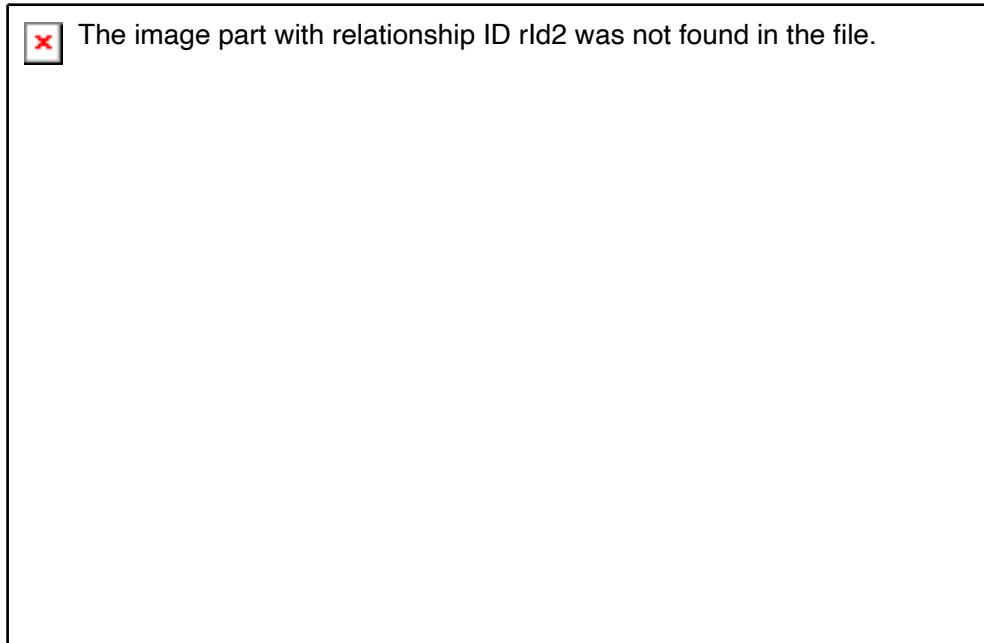 The image part with relationship ID rId2 was not found in the file.